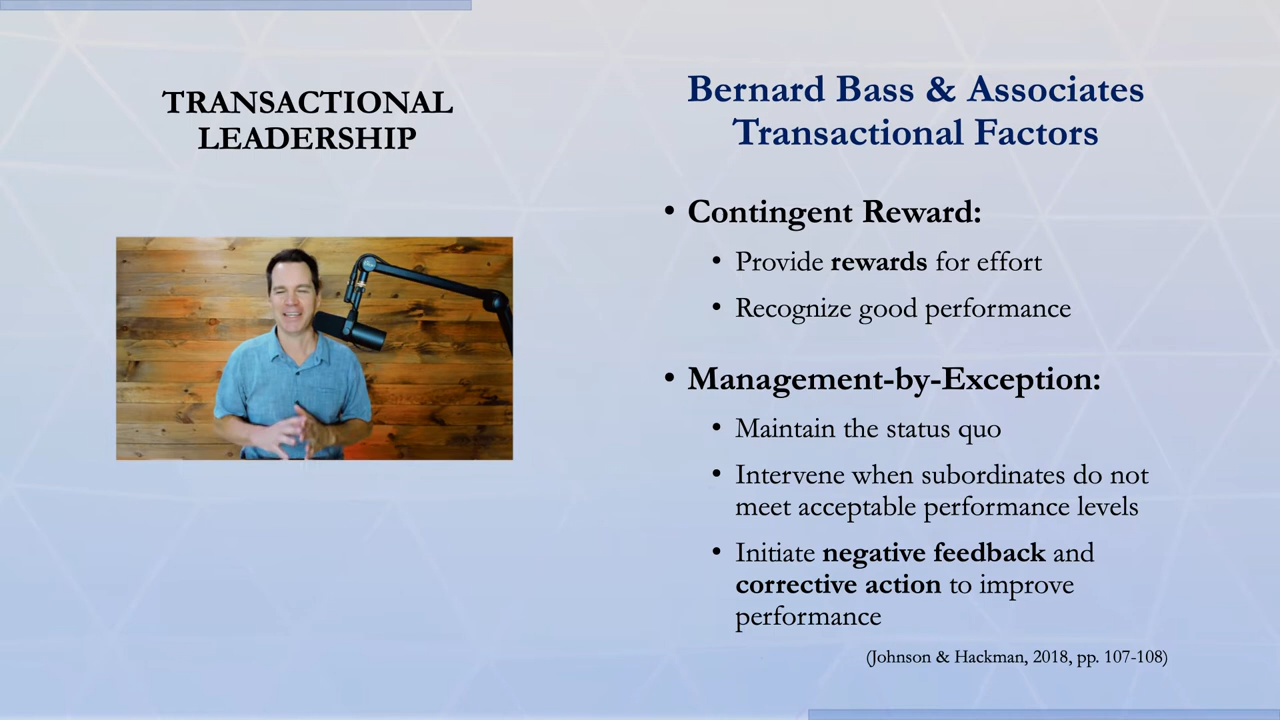 TRANSACTIONAL
LEADERSHIP
Bernard Bass & Associates
Transactional Factors
• Contingent Reward:
• Provide rewards for effort
• Recognize good performance
• Management-by-Exception:
• Maintain the status quo
• Intervene when subordinates do not
meet acceptable performance levels
• Initiate negative feedback and
corrective action to improve
performance
(Johnson & Hackman, 2018, pp. 107-108)